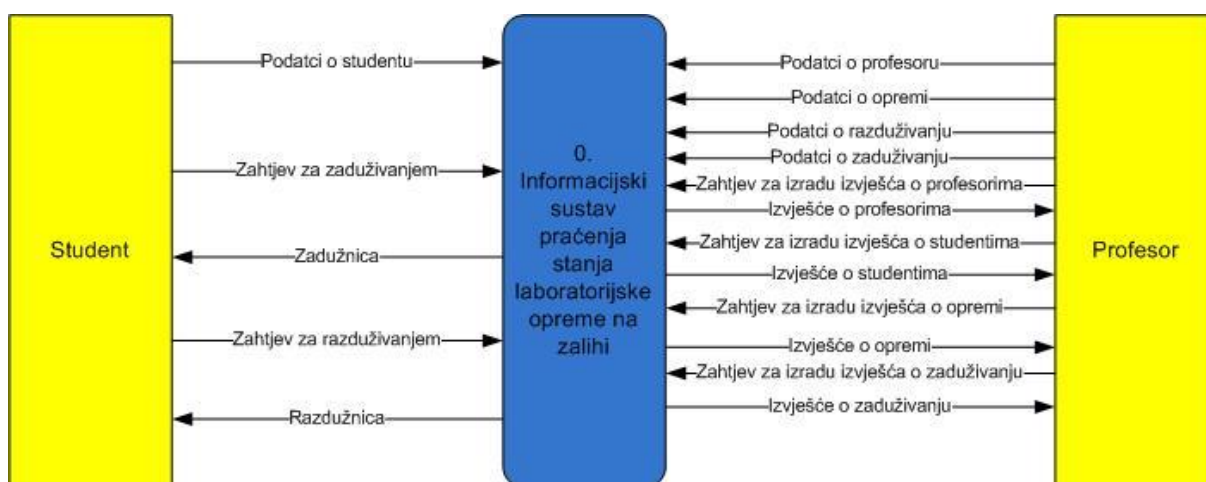 Student
Podatci o studentu
Zahtjev za zaduživanjem
Zadužnica
Zahtjev za razduživanjem
Razdužnica
0.
Informacijski
sustav
praćenja
stanja
laboratorijske
opreme na
zalihi
Podatci o profesoru
Podatci o opremi
Podatci o razduživanju
Podatci o zaduživanju
Zahtjev za izradu izvješća o profesorima
Izvješće o profesorima
Zahtjev za izradu izvješća o studentima
Izvješće o studentima
Zahtjev za izradu izvješća o opremi
Izvješće o opremi
Zahtjev za izradu izvješća o zaduživanju
Izvješće o zaduživanju
Profesor